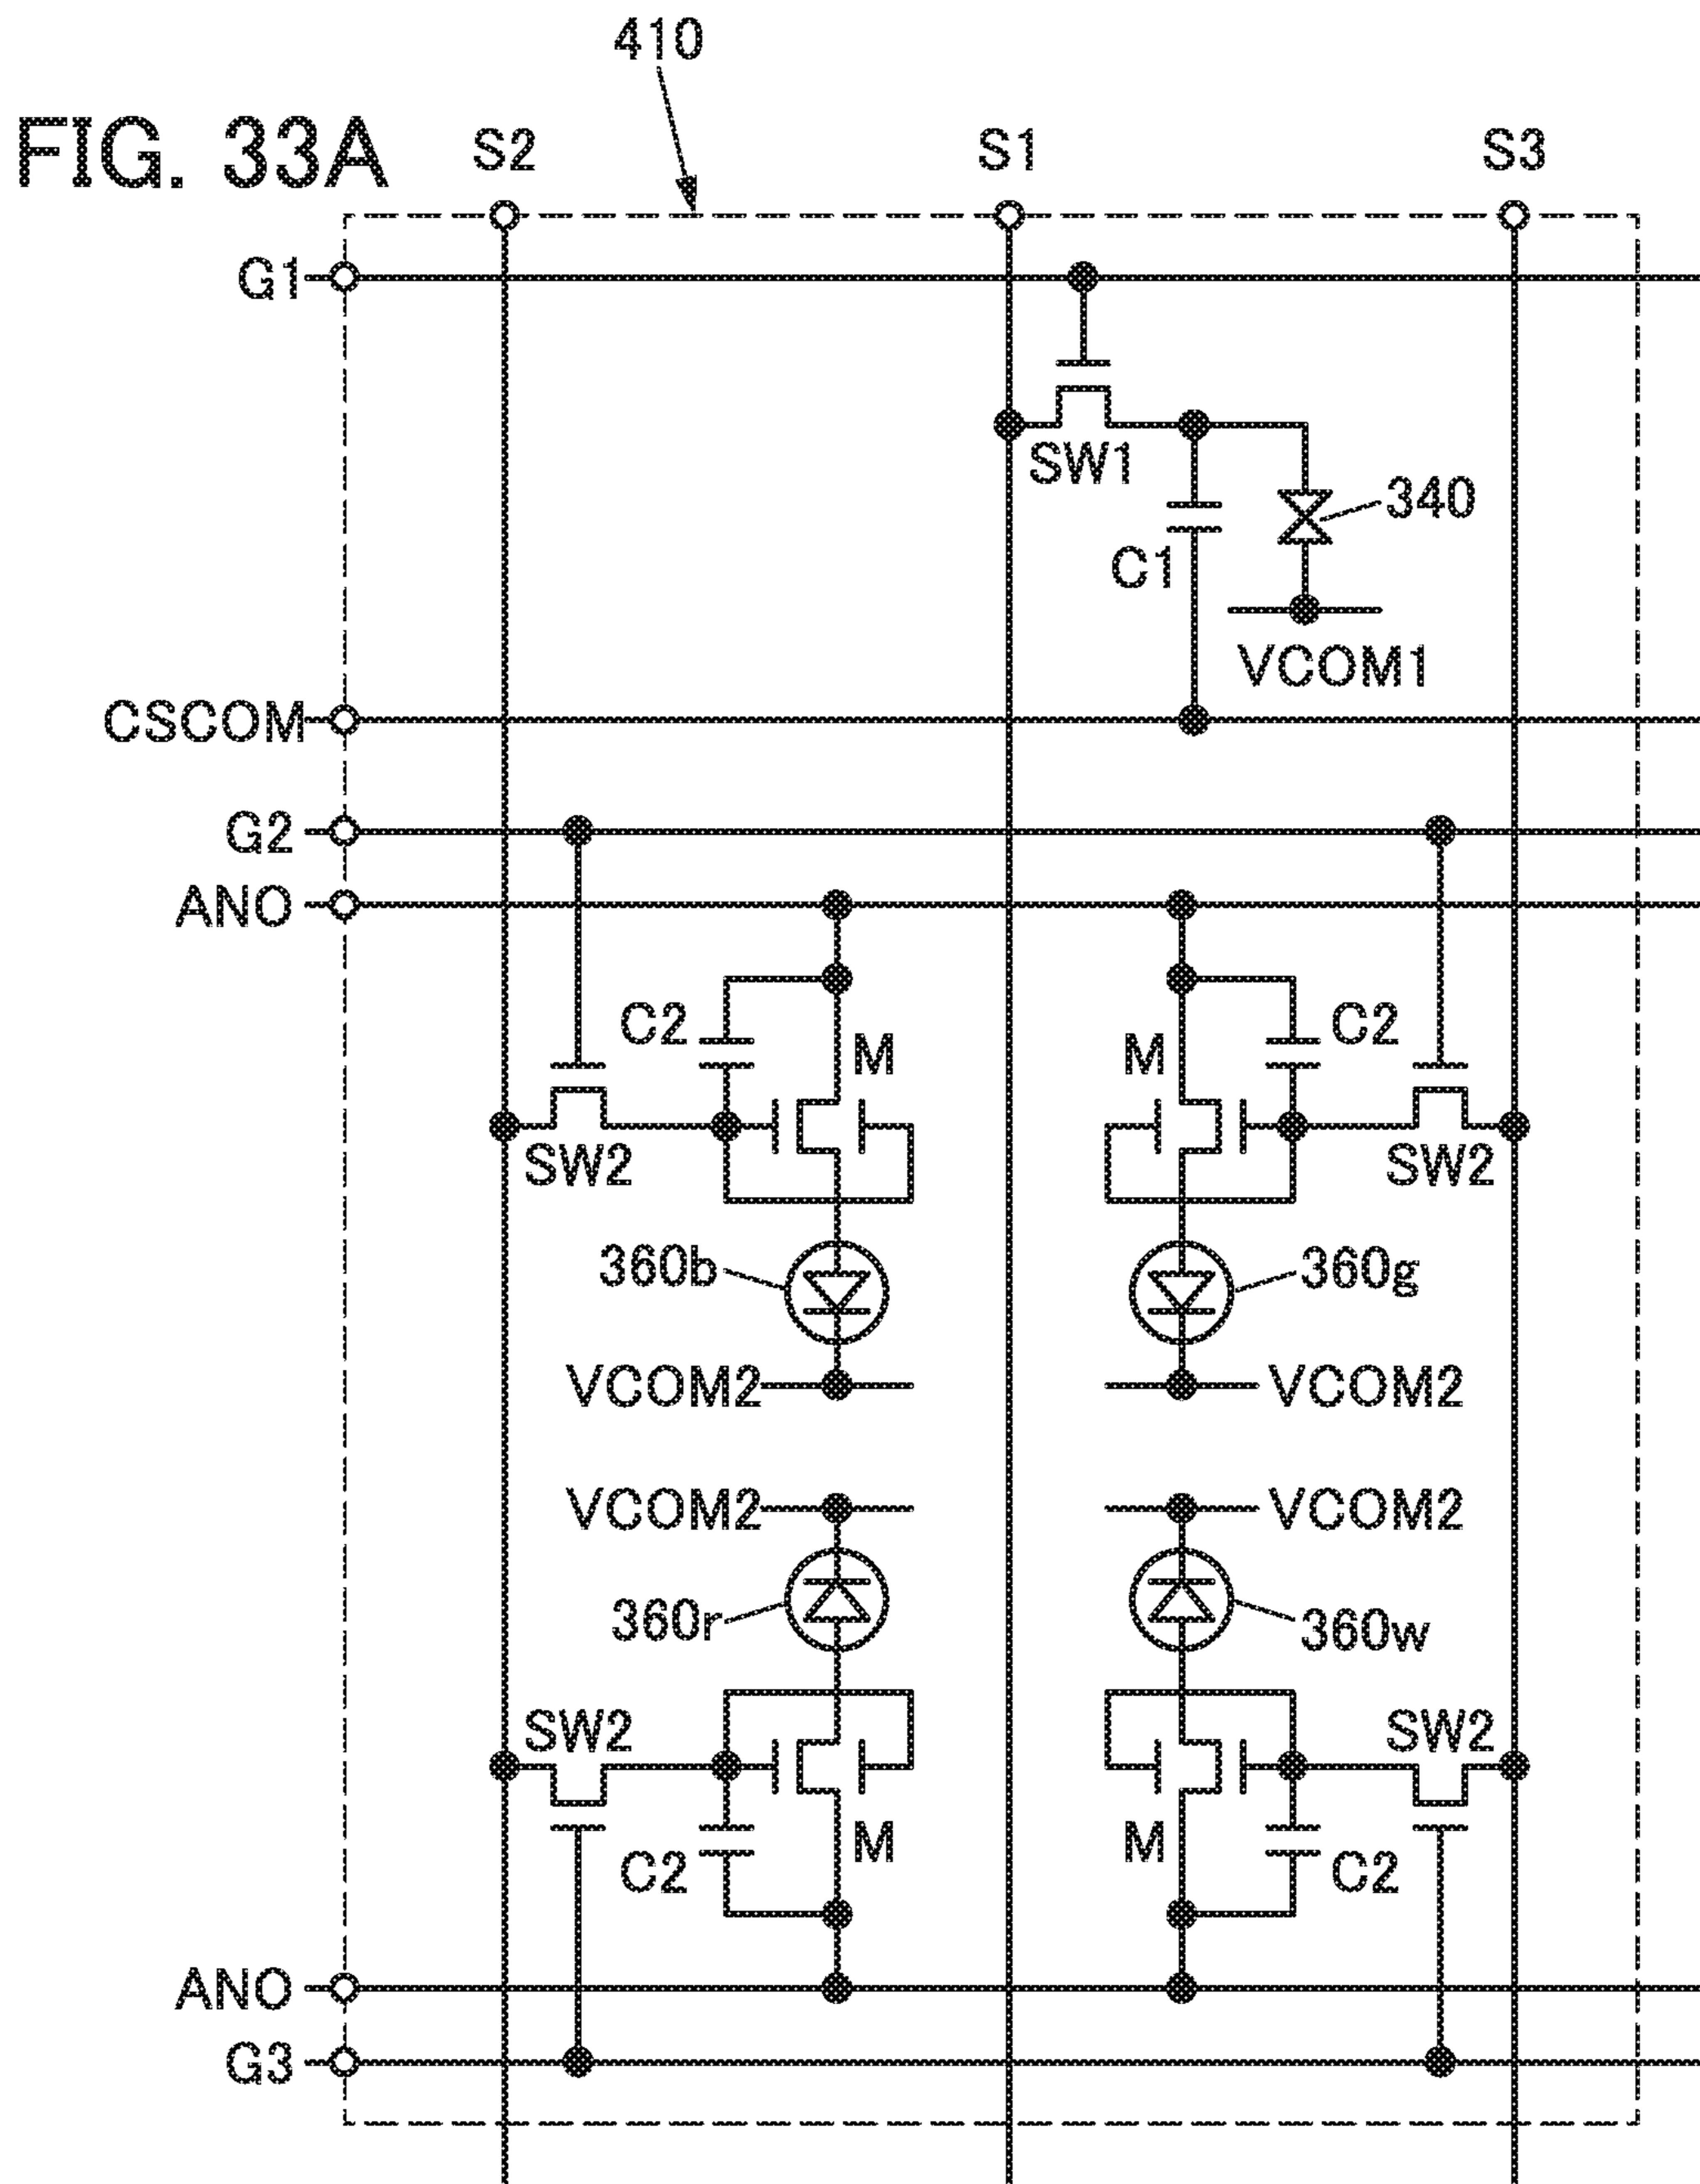 410
FIG. 33A
S2
S1
S3
G1
SW1
340
C1
VCOM1
CSCOM
G2
ANO
C2
M
M
C2
SW2
SW2
360b
360g
VCOM2
VCOM2
VCOM2
VCOM2
360r
360w
SW2
SW2
C2
M
M
C2
ANO
G3